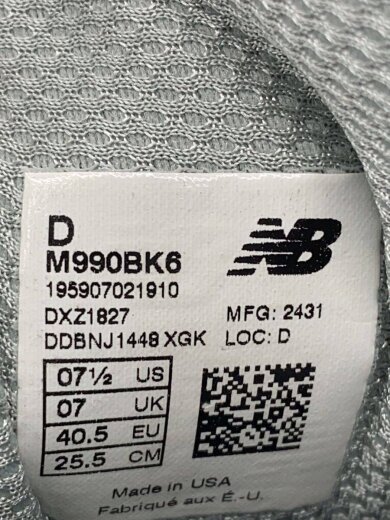 D
M990BK6
195907021910
DXZ1827
MFG: 2431
DDBNJ1448 XGK
LOC: D
NB
07½ US
07 UK
40.5 EU
25.5 CM
Made in USA
Fabriqué aux É.-U.